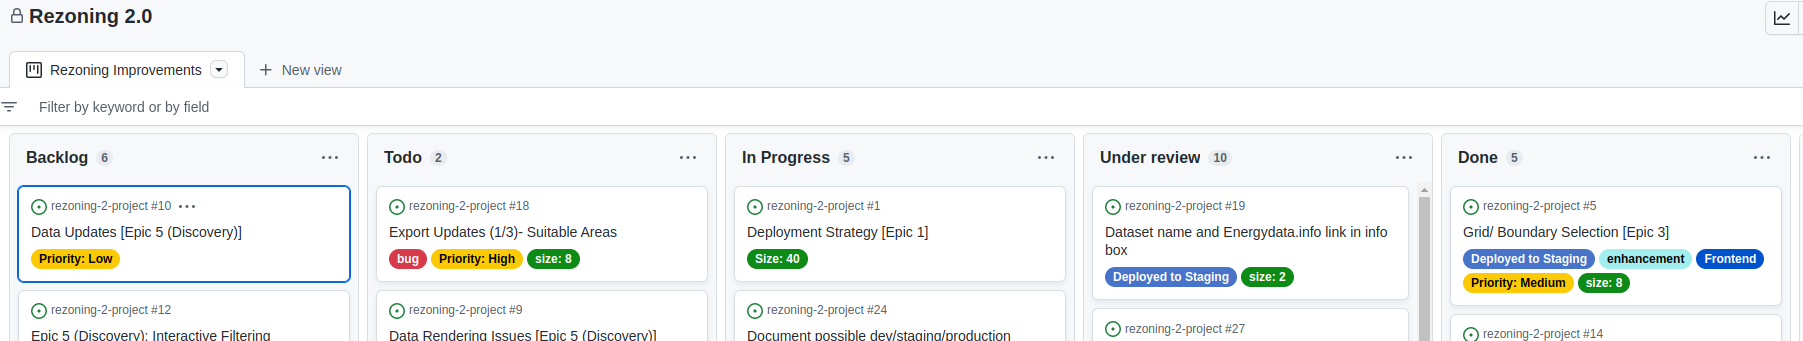 Rezoning 2.0
Rezoning Improvements
New view
Filter by keyword or by field
Backlog 6
rezoning-2-project #10
Data Updates [Epic 5 (Discovery)]
Priority: Low
rezoning-2-project #12
Epic 5 (Discovery): Interactive Filtering
Todo 2
rezoning-2-project #18
Export Updates (1/3)- Suitable Areas
bug Priority: High size: 8
rezoning-2-project #9
Data Rendering Issues [Epic 5 (Discovery)]
In Progress 5
rezoning-2-project #1
Deployment Strategy [Epic 1]
Size: 40
rezoning-2-project #24
Document possible dev/staging/production
Under review 10
rezoning-2-project #19
Dataset name and Energydata.info link in info
box
Deployed to Staging size: 2
rezoning-2-project #27
Done 5
rezoning-2-project #5
Grid/ Boundary Selection [Epic 3]
Deployed to Staging enhancement Frontend
Priority: Medium size: 8
rezoning-2-project #14